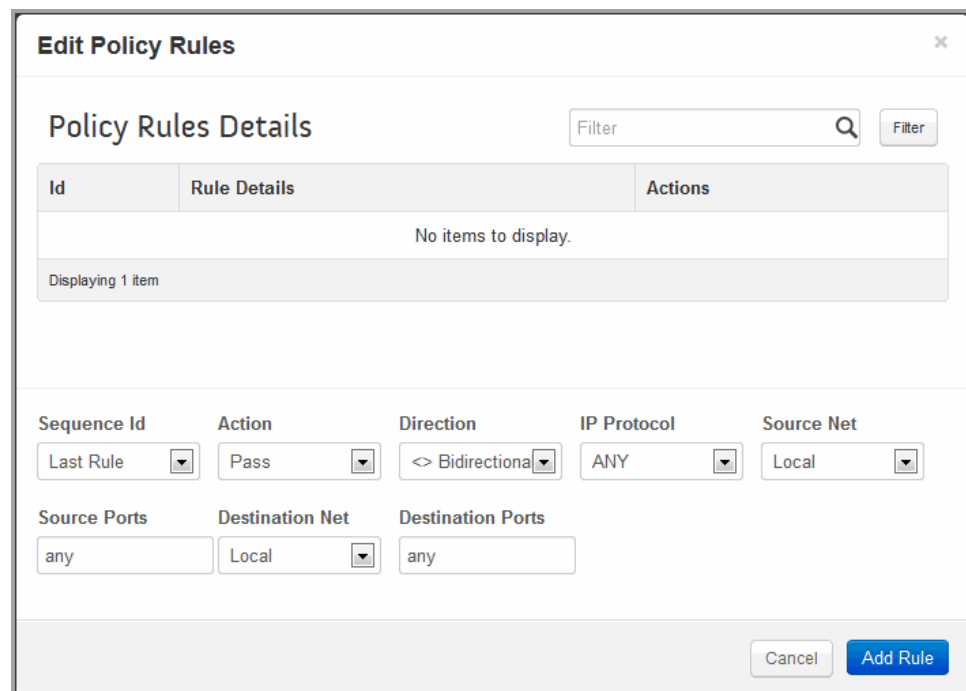 Edit Policy Rules ×
Policy Rules Details Filter Filter
Id Rule Details Actions
No items to display.
Displaying 1 item
Sequence Id Action Direction IP Protocol Source Net
Last Rule Pass <> Bidirectiona ANY Local
Source Ports Destination Net Destination Ports
any Local any
Cancel Add Rule